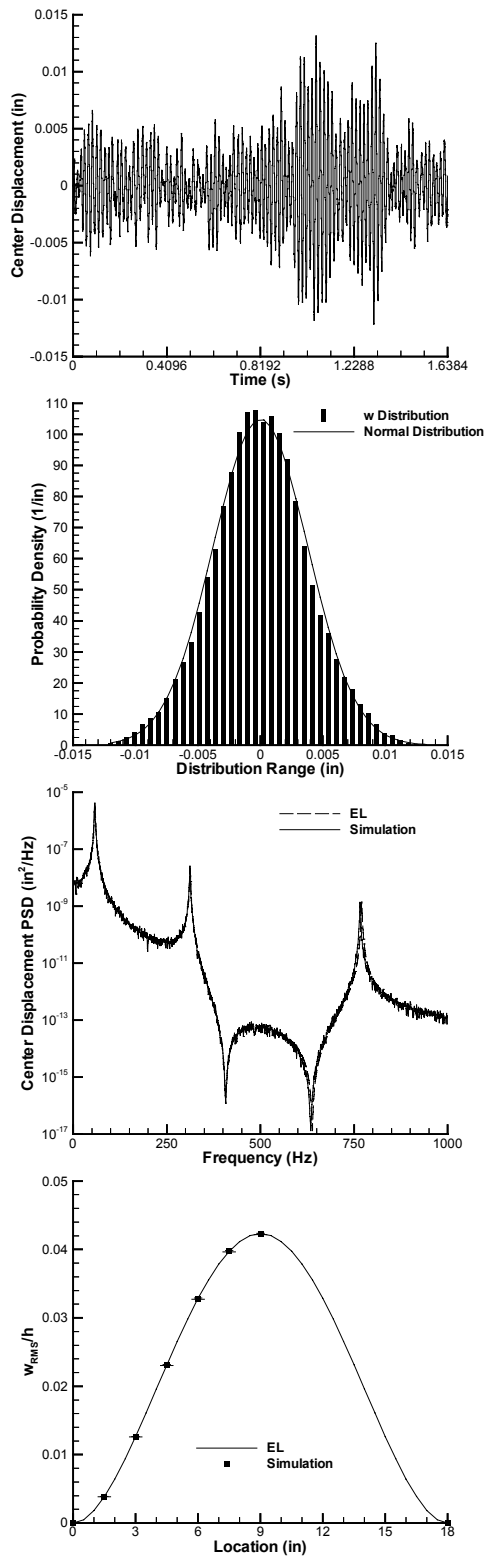 0.015
0.01
0.005
0
-0.005
-0.01
-0.015
Center Displacement (in)
0 0.4096 0.8192 1.2288 1.6384
Time (s)
110
100
90
80
70
60
50
40
30
20
10
0
Probability Density (1/in)
w Distribution
Normal Distribution
-0.015 -0.01 -0.005 0 0.005 0.01 0.015
Distribution Range (in)
10-5
10-7
10-9
10-11
10-13
10-15
10-17
Center Displacement PSD (in2/Hz)
EL
Simulation
0 250 500 750 1000
Frequency (Hz)
0.05
0.04
0.03
0.02
0.01
0
wRMS/h
EL
Simulation
0 3 6 9 12 15 18
Location (in)